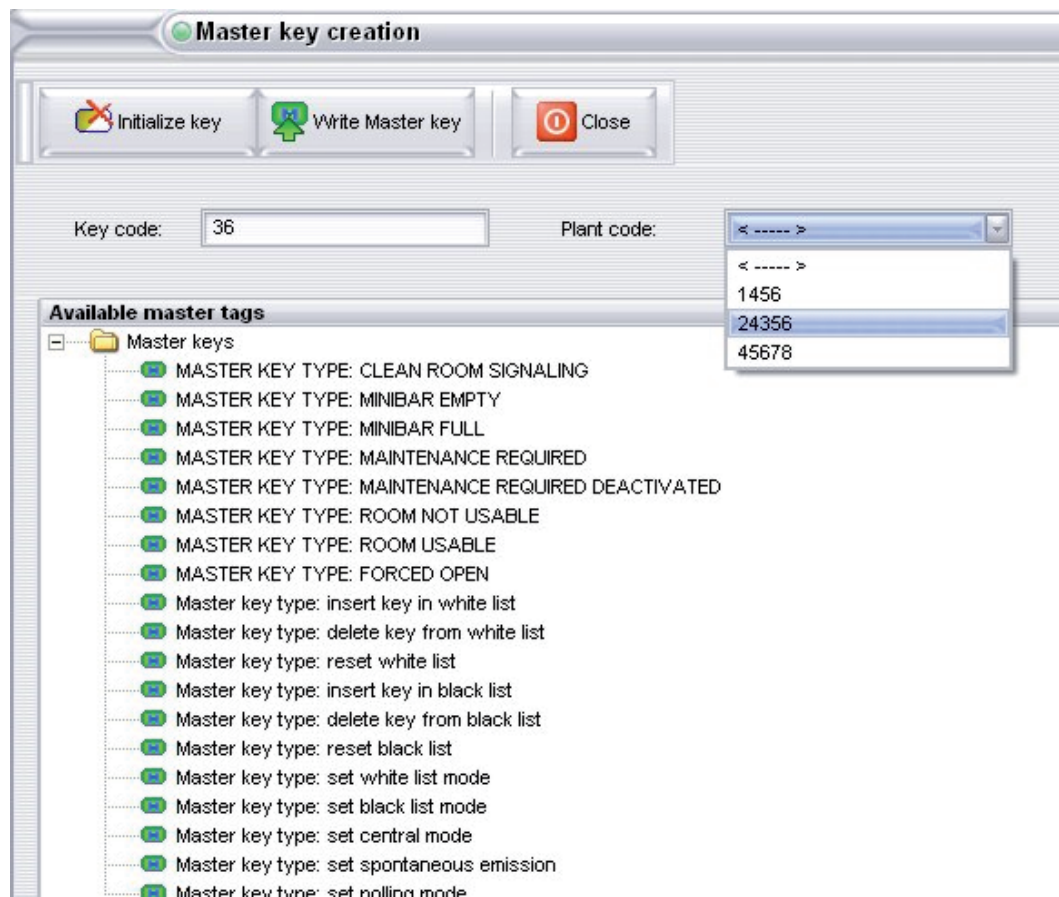 Master key creation
Initialize key
Write Master key
Close
Key code:
36
Plant code:
< ----- >
< ----- >
1456
24356
45678
Available master tags
Master keys
MASTER KEY TYPE: CLEAN ROOM SIGNALING
MASTER KEY TYPE: MINIBAR EMPTY
MASTER KEY TYPE: MINIBAR FULL
MASTER KEY TYPE: MAINTENANCE REQUIRED
MASTER KEY TYPE: MAINTENANCE REQUIRED DEACTIVATED
MASTER KEY TYPE: ROOM NOT USABLE
MASTER KEY TYPE: ROOM USABLE
MASTER KEY TYPE: FORCED OPEN
Master key type: insert key in white list
Master key type: delete key from white list
Master key type: reset white list
Master key type: insert key in black list
Master key type: delete key from black list
Master key type: reset black list
Master key type: set white list mode
Master key type: set black list mode
Master key type: set central mode
Master key type: set spontaneous emission
Master key type: set polling mode